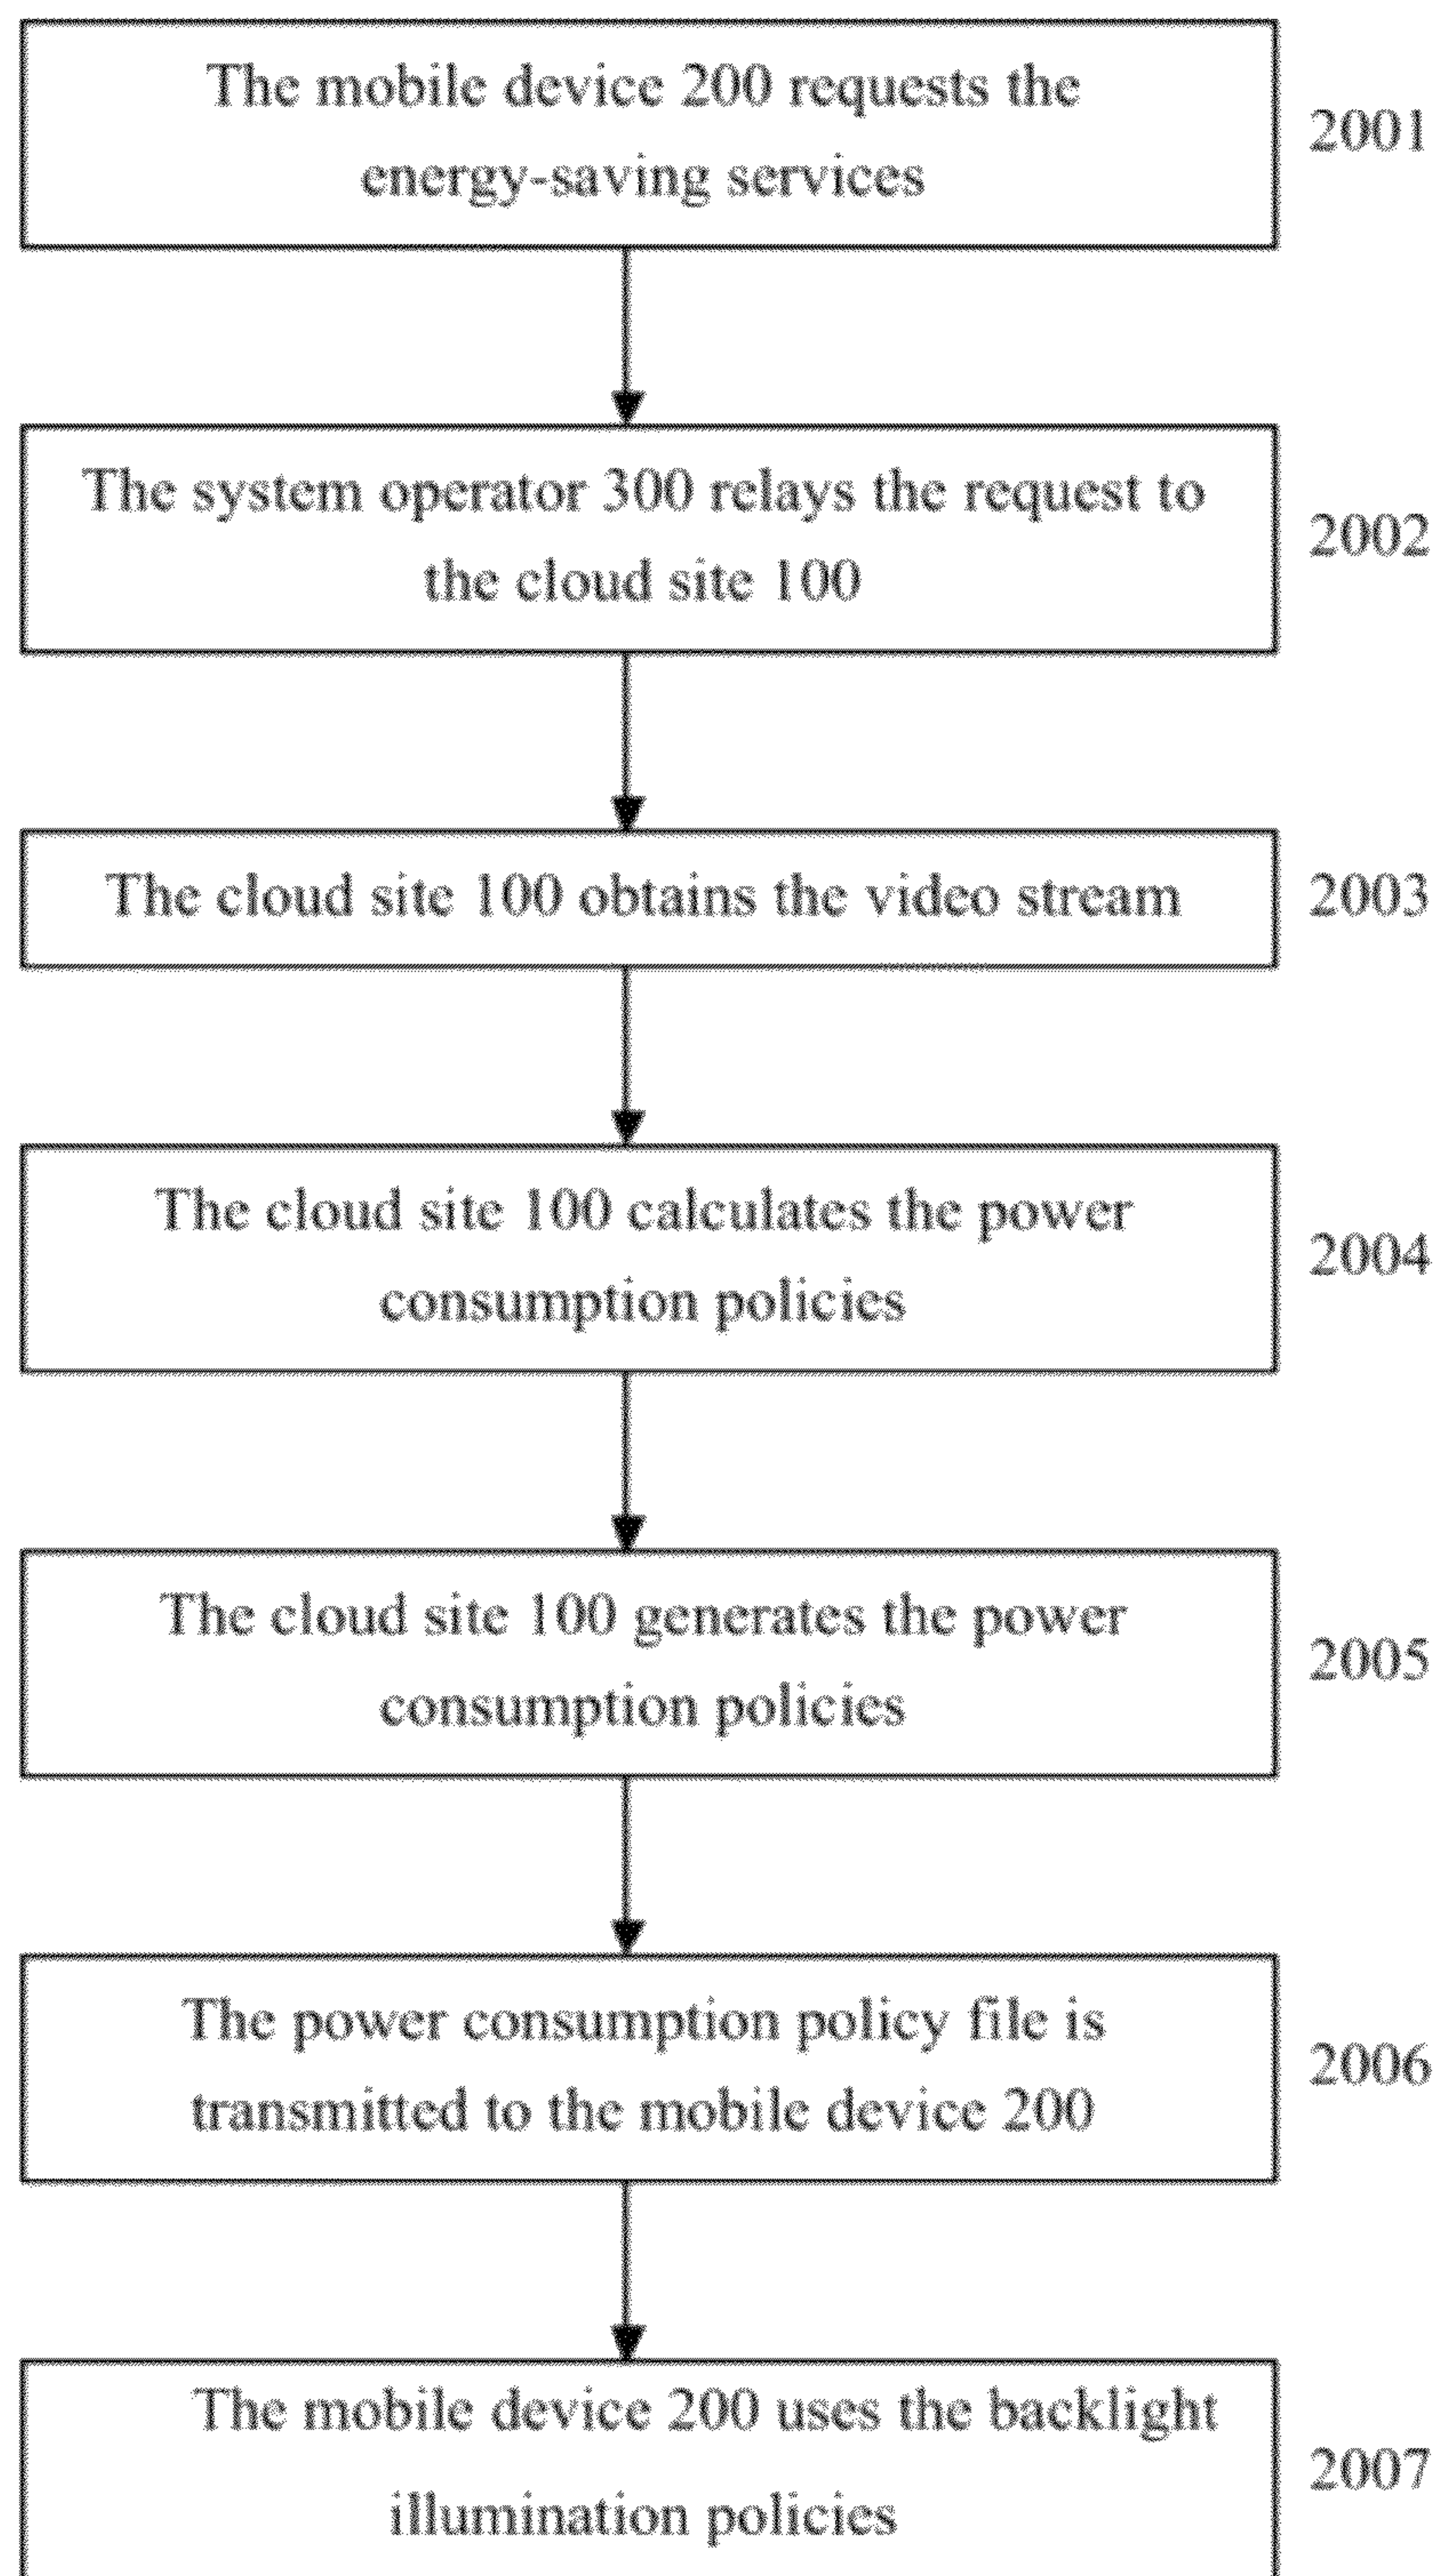 The mobile device 200 requests the
energy-saving services
2001
The system operator 300 relays the request to
the cloud site 100
2002
The cloud site 100 obtains the video stream
2003
The cloud site 100 calculates the power
consumption policies
2004
The cloud site 100 generates the power
consumption policies
2005
The power consumption policy file is
transmitted to the mobile device 200
2006
The mobile device 200 uses the backlight
illumination policies
2007